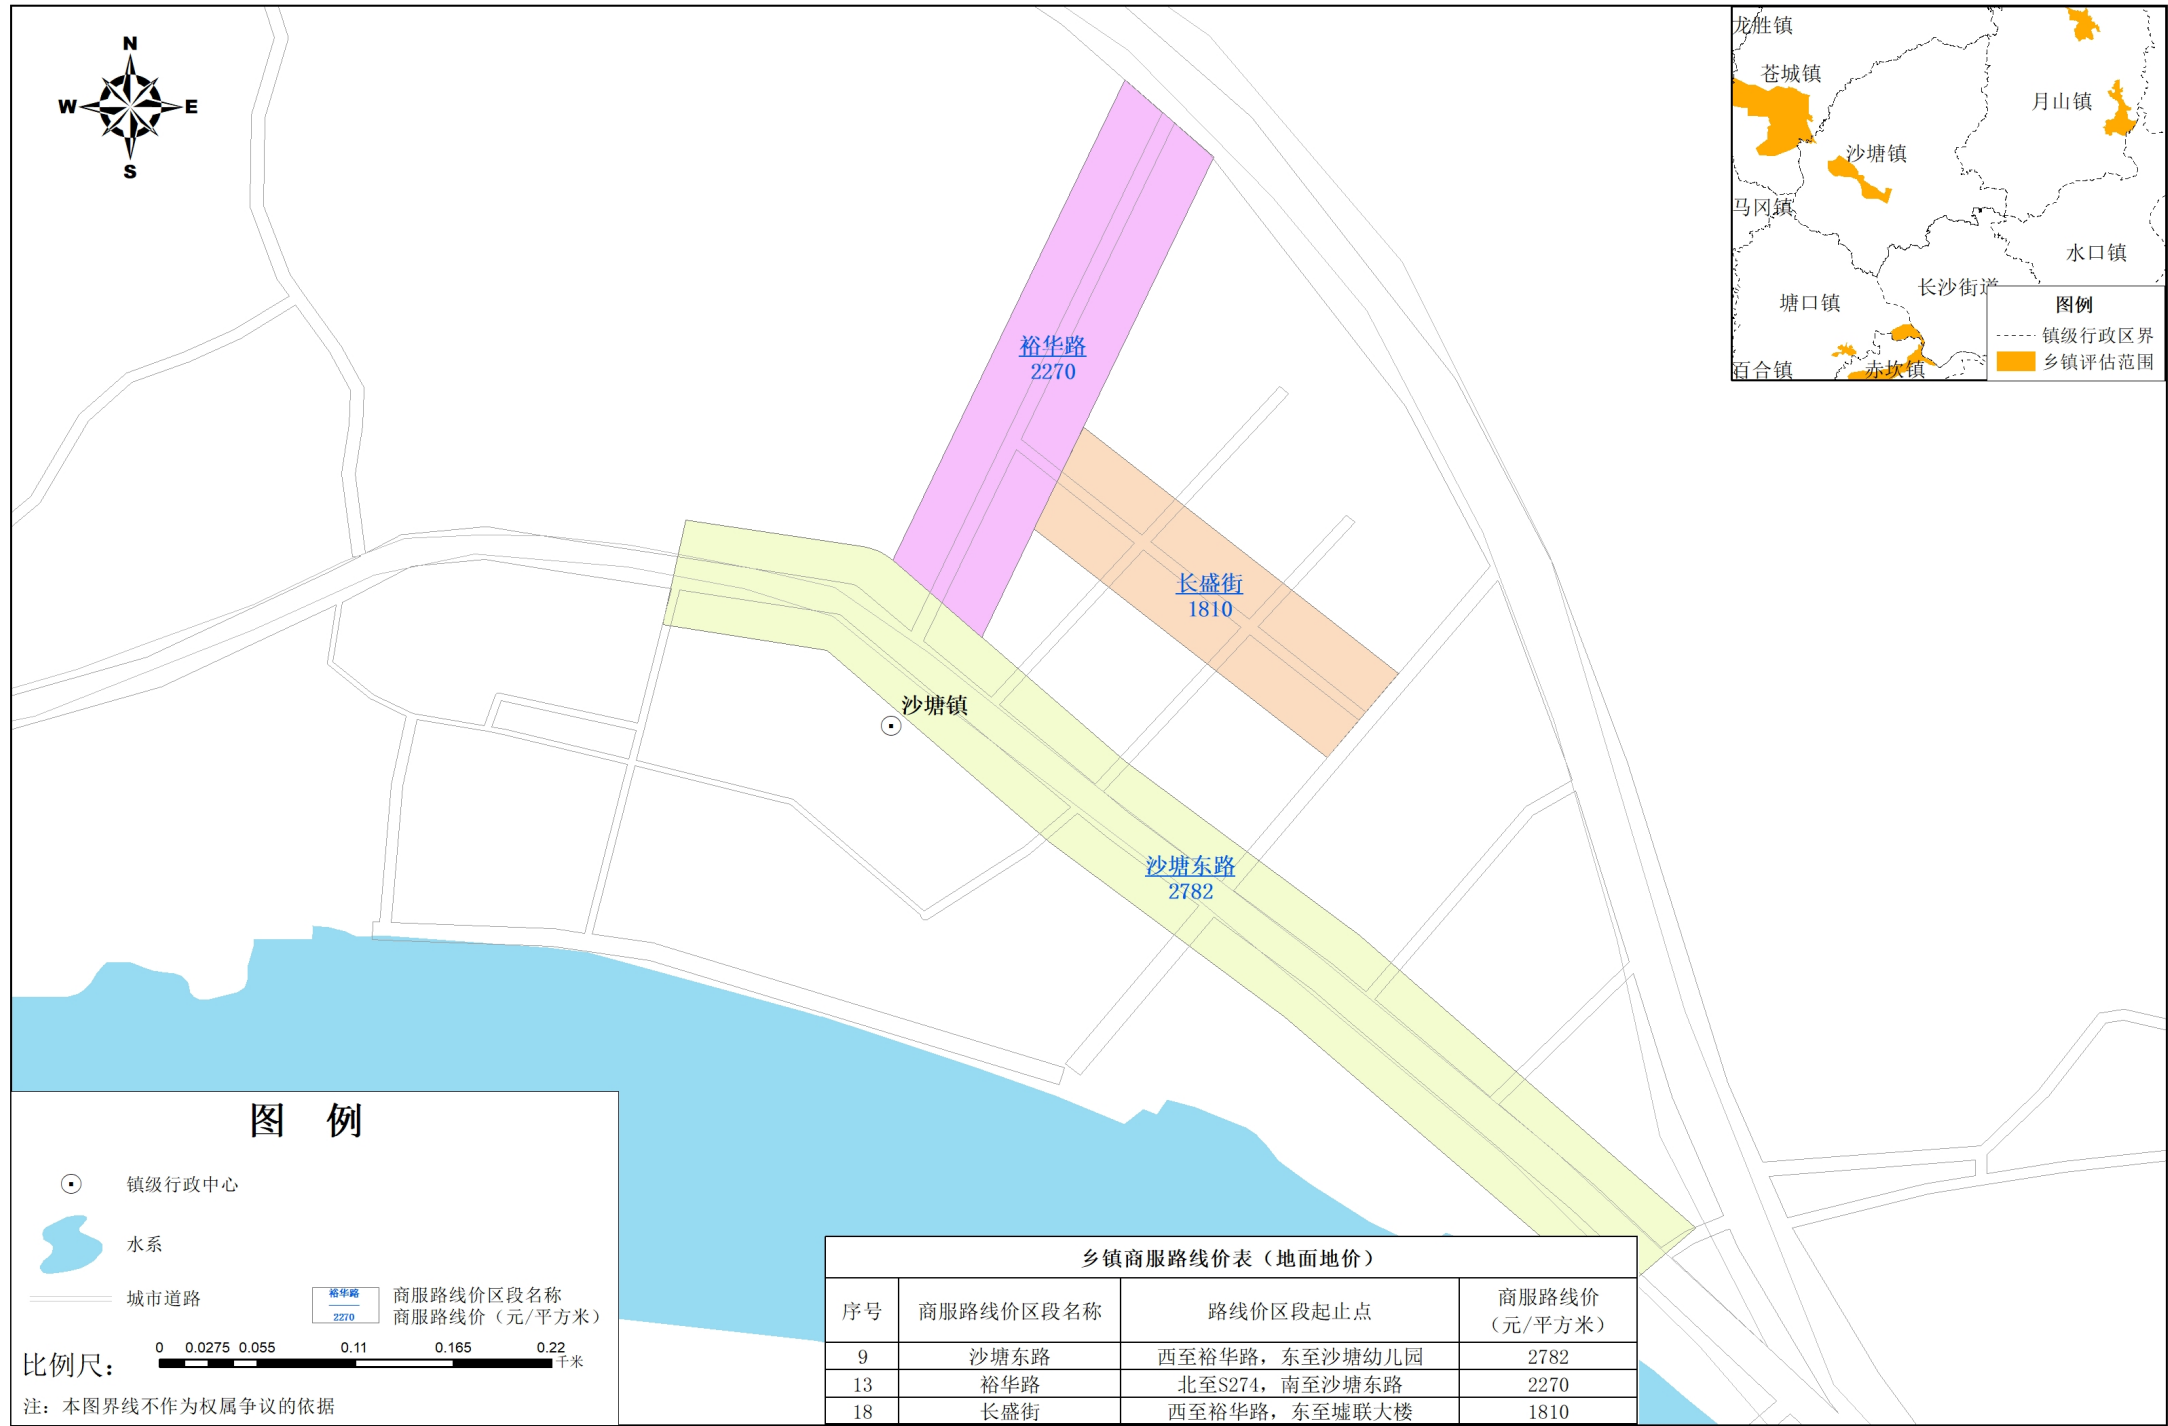 N
W
E
S
龙胜镇
苍城镇
月山镇
沙塘镇
马冈镇
水口镇
长沙街道
塘口镇
百合镇
赤坎镇
图例
镇级行政区界
乡镇评估范围
裕华路
2270
长盛街
1810
沙塘镇
沙塘东路
2782
图 例
镇级行政中心
水系
城市道路
裕华路
2270
商服路线价区段名称
商服路线价（元/平方米）
比例尺：
0 0.0275 0.055 0.11 0.165 0.22
千米
注：本图界线不作为权属争议的依据
乡镇商服路线价表（地面地价）
序号 商服路线价区段名称 路线价区段起止点 商服路线价
（元/平方米）
9 沙塘东路 西至裕华路，东至沙塘幼儿园 2782
13 裕华路 北至S274，南至沙塘东路 2270
18 长盛街 西至裕华路，东至墟联大楼 1810